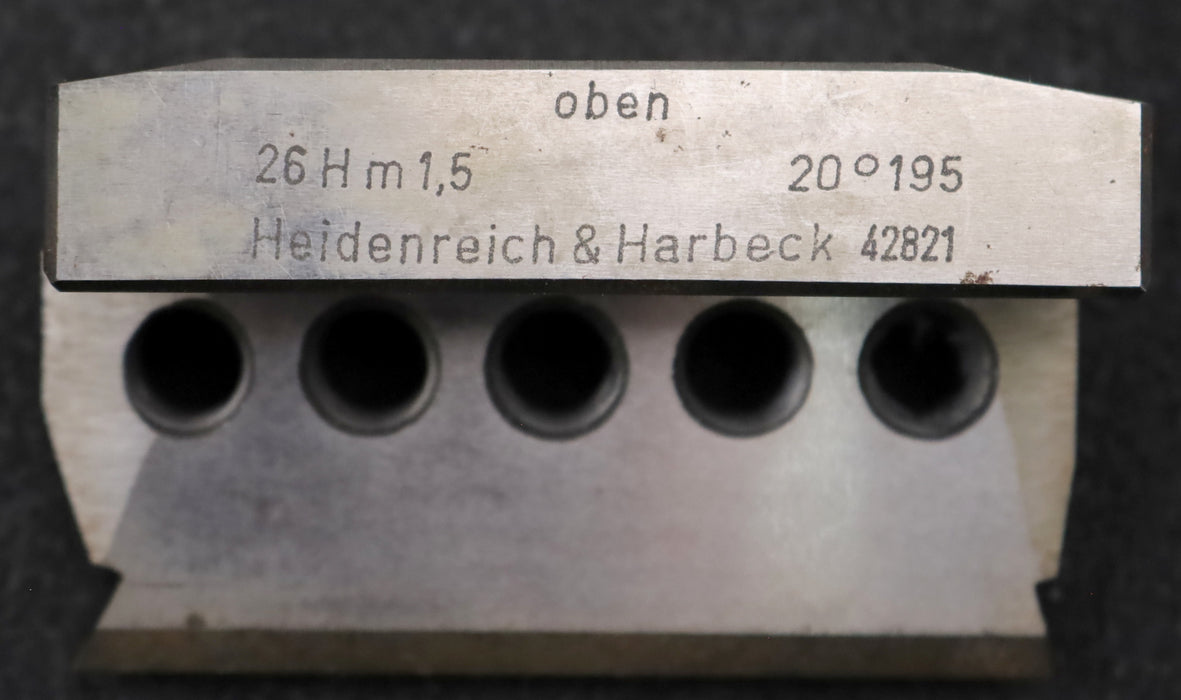 oben
26 H m 1,5 20° 195
Heidenreich & Harbeck 42821